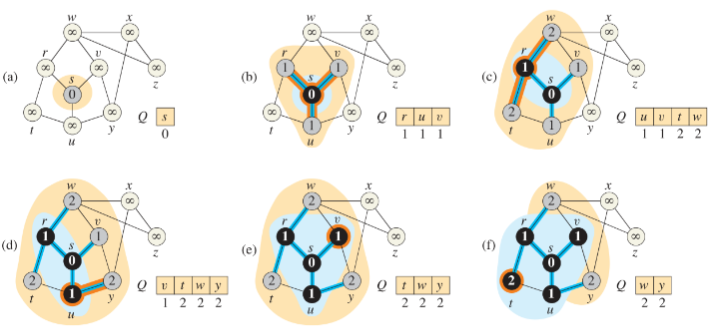 w x
∞ ∞
r v
∞ ∞
s
(a) 0 ∞
z
∞ ∞ ∞ Q s
t u y 0
w x
∞ ∞
r v
1 1
s
(b) 0 ∞
z
∞ 1 ∞ Q r u v
t u y 1 1 1
w x
2 ∞
r v
1 1
s
(c) 0 ∞
z
2 1 ∞ Q u v t w
t u y 1 1 2 2
w x
2 ∞
r v
1 1
s
(d) 0 ∞
z
2 1 2 Q v t w y
t u y 1 2 2 2
w x
2 ∞
r v
1 1
s
(e) 0 ∞
z
2 1 2 Q t w y
t u y 2 2 2
w x
2 ∞
r v
1 1
s
(f) 0 ∞
z
2 1 2 Q w y
t u y 2 2